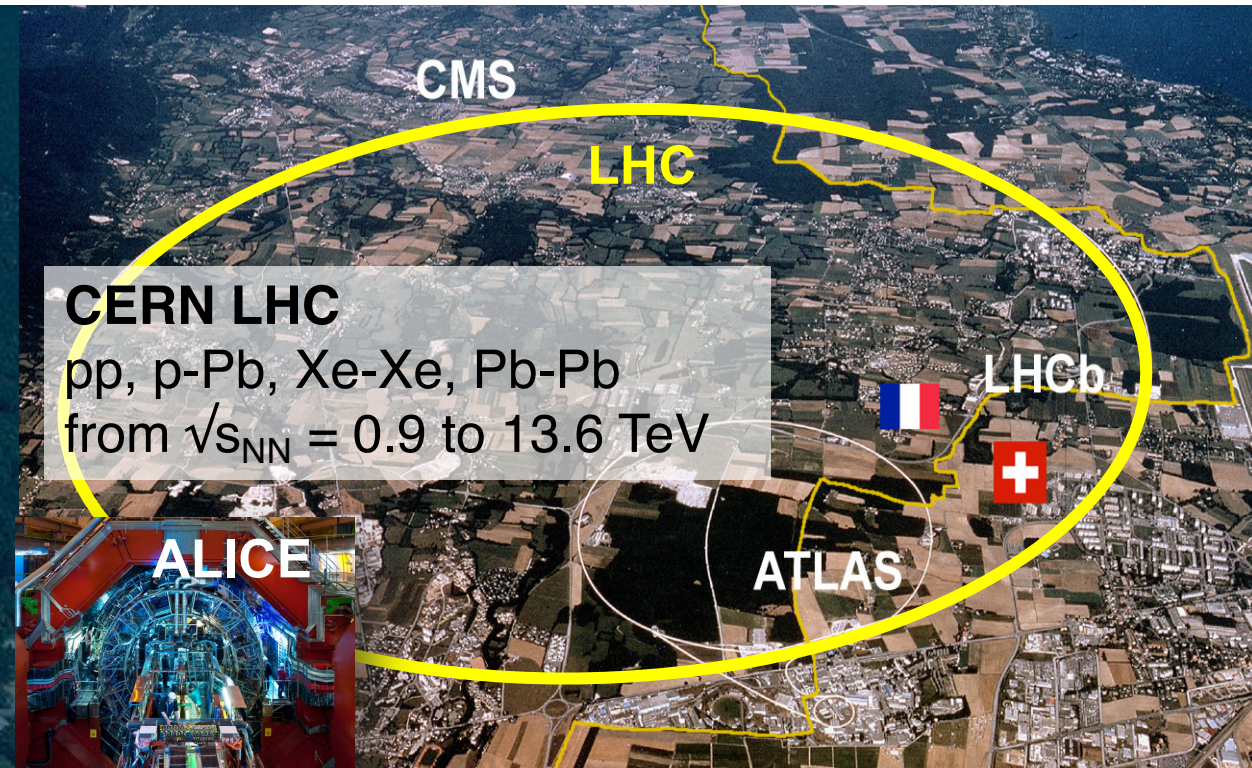 CMS
LHC
CERN LHC
pp, p-Pb, Xe-Xe, Pb-Pb
from √sNN = 0.9 to 13.6 TeV
LHCb
ALICE
ATLAS